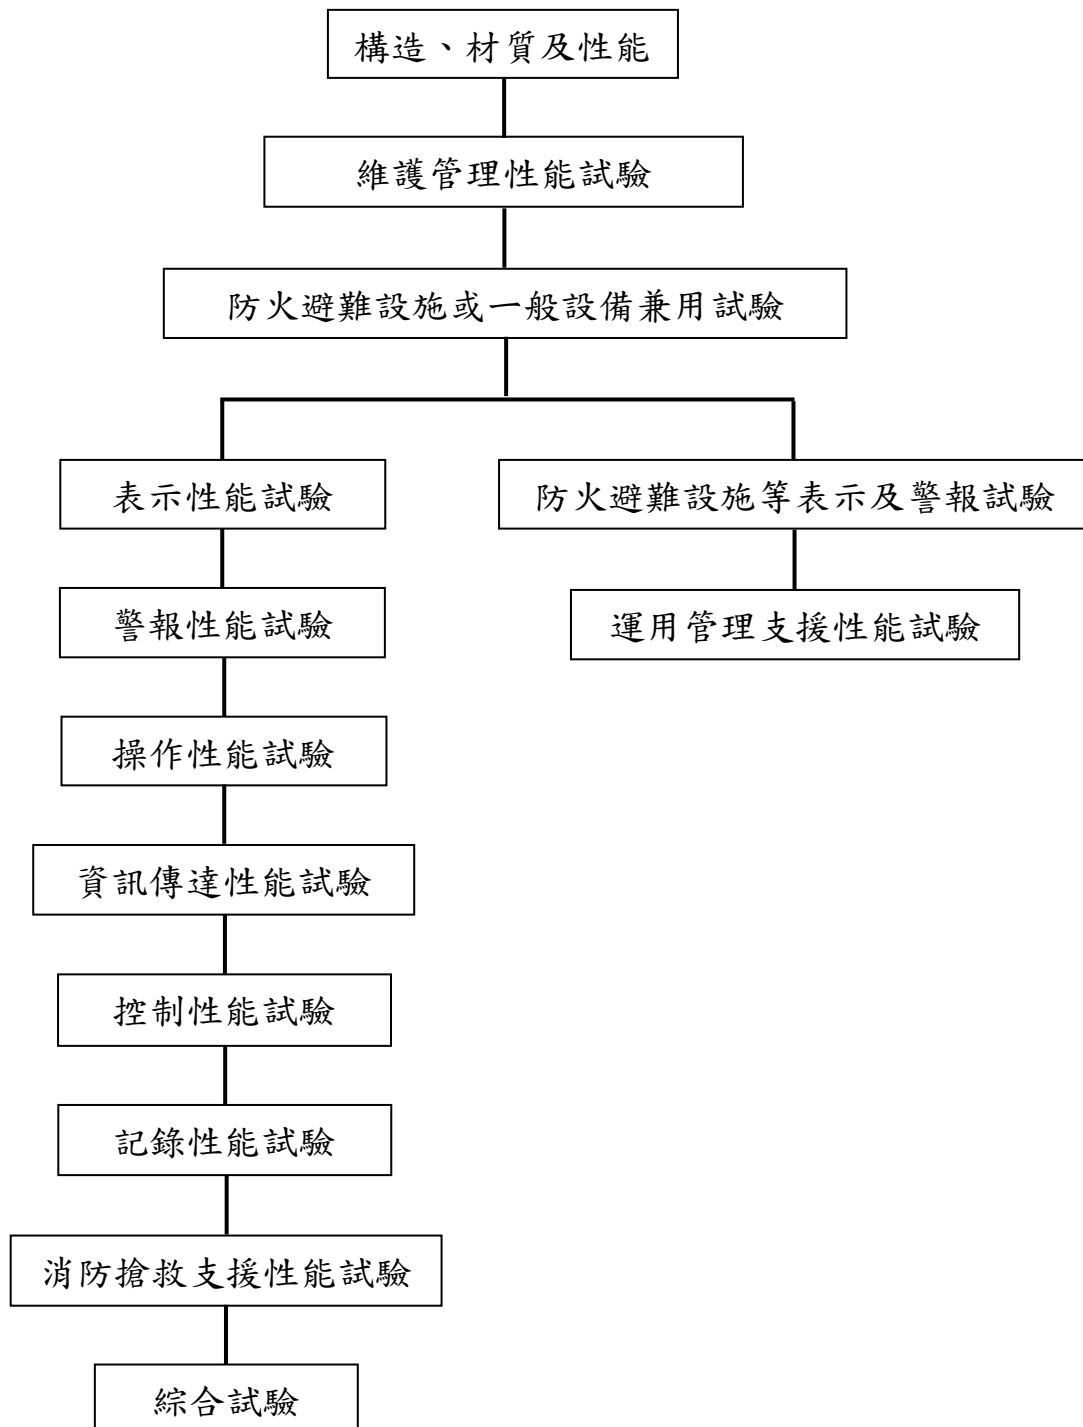 構造、材質及性能
維護管理性能試驗
防火避難設施或一般設備兼用試驗
表示性能試驗
防火避難設施等表示及警報試驗
警報性能試驗
運用管理支援性能試驗
操作性能試驗
資訊傳達性能試驗
控制性能試驗
記錄性能試驗
消防搶救支援性能試驗
綜合試驗